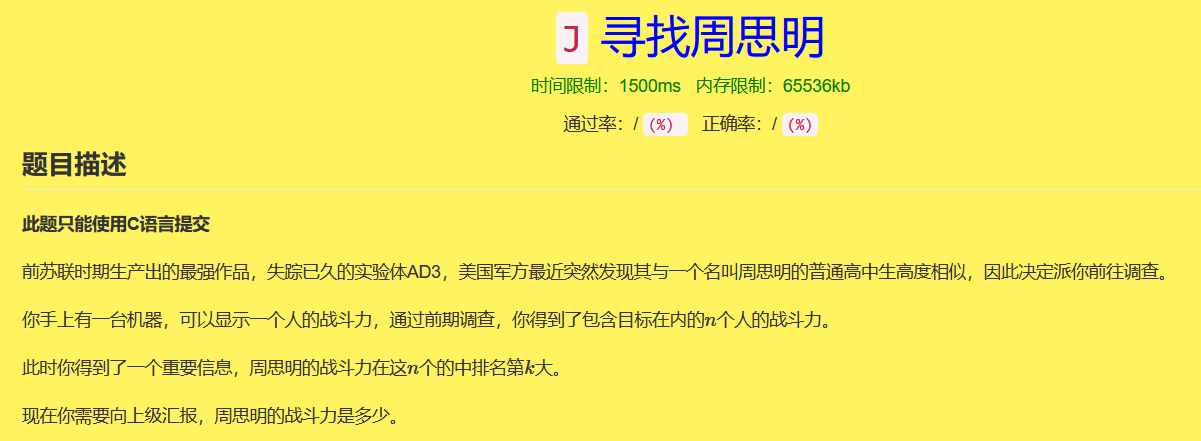 J 寻找周思明
时间限制：1500ms 内存限制：65536kb
通过率：/ (%) 正确率：/ (%)
题目描述
此题只能使用C语言提交
前苏联时期生产出的最强作品，失踪已久的实验体AD3，美国军方最近突然发现其与一个名叫周思明的普通高中生高度相似，因此决定派你前往调查。
你手上有一台机器，可以显示一个人的战斗力，通过前期调查，你得到了包含目标在内的n个人的战斗力。
此时你得到了一个重要信息，周思明的战斗力在这n个的中排名第k大。
现在你需要向上级汇报，周思明的战斗力是多少。